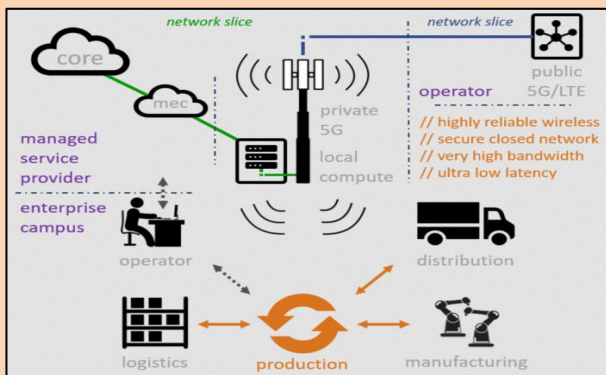 network slice
network slice
core
mec
private
5G
local
compute
public
5G/LTE
operator
// highly reliable wireless
// secure closed network
// very high bandwidth
// ultra low latency
managed
service
provider
enterprise
campus
operator
distribution
logistics
production
manufacturing